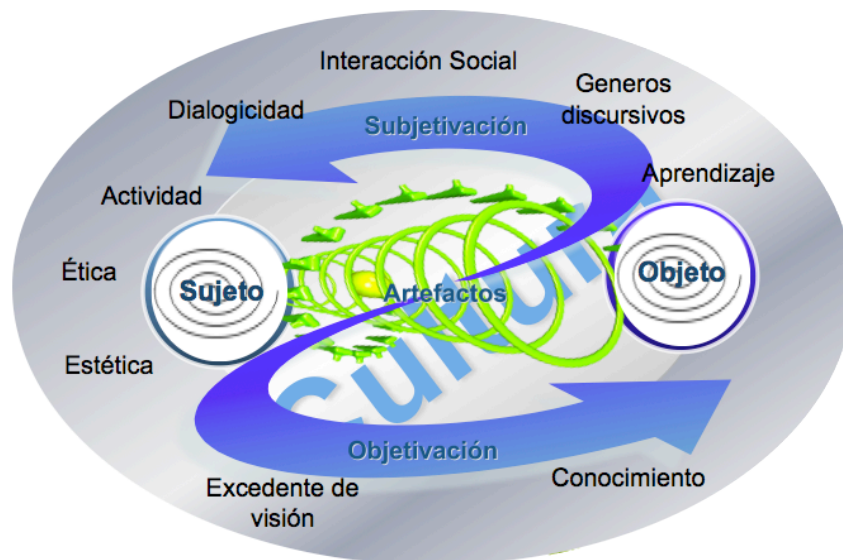 Interacción Social
Generos
discursivos
Dialogicidad
Subjetivación
Aprendizaje
Actividad
Ética
Sujeto
Artefactos
Objeto
Cultura
Estética
Objetivación
Conocimiento
Excedente de
visión